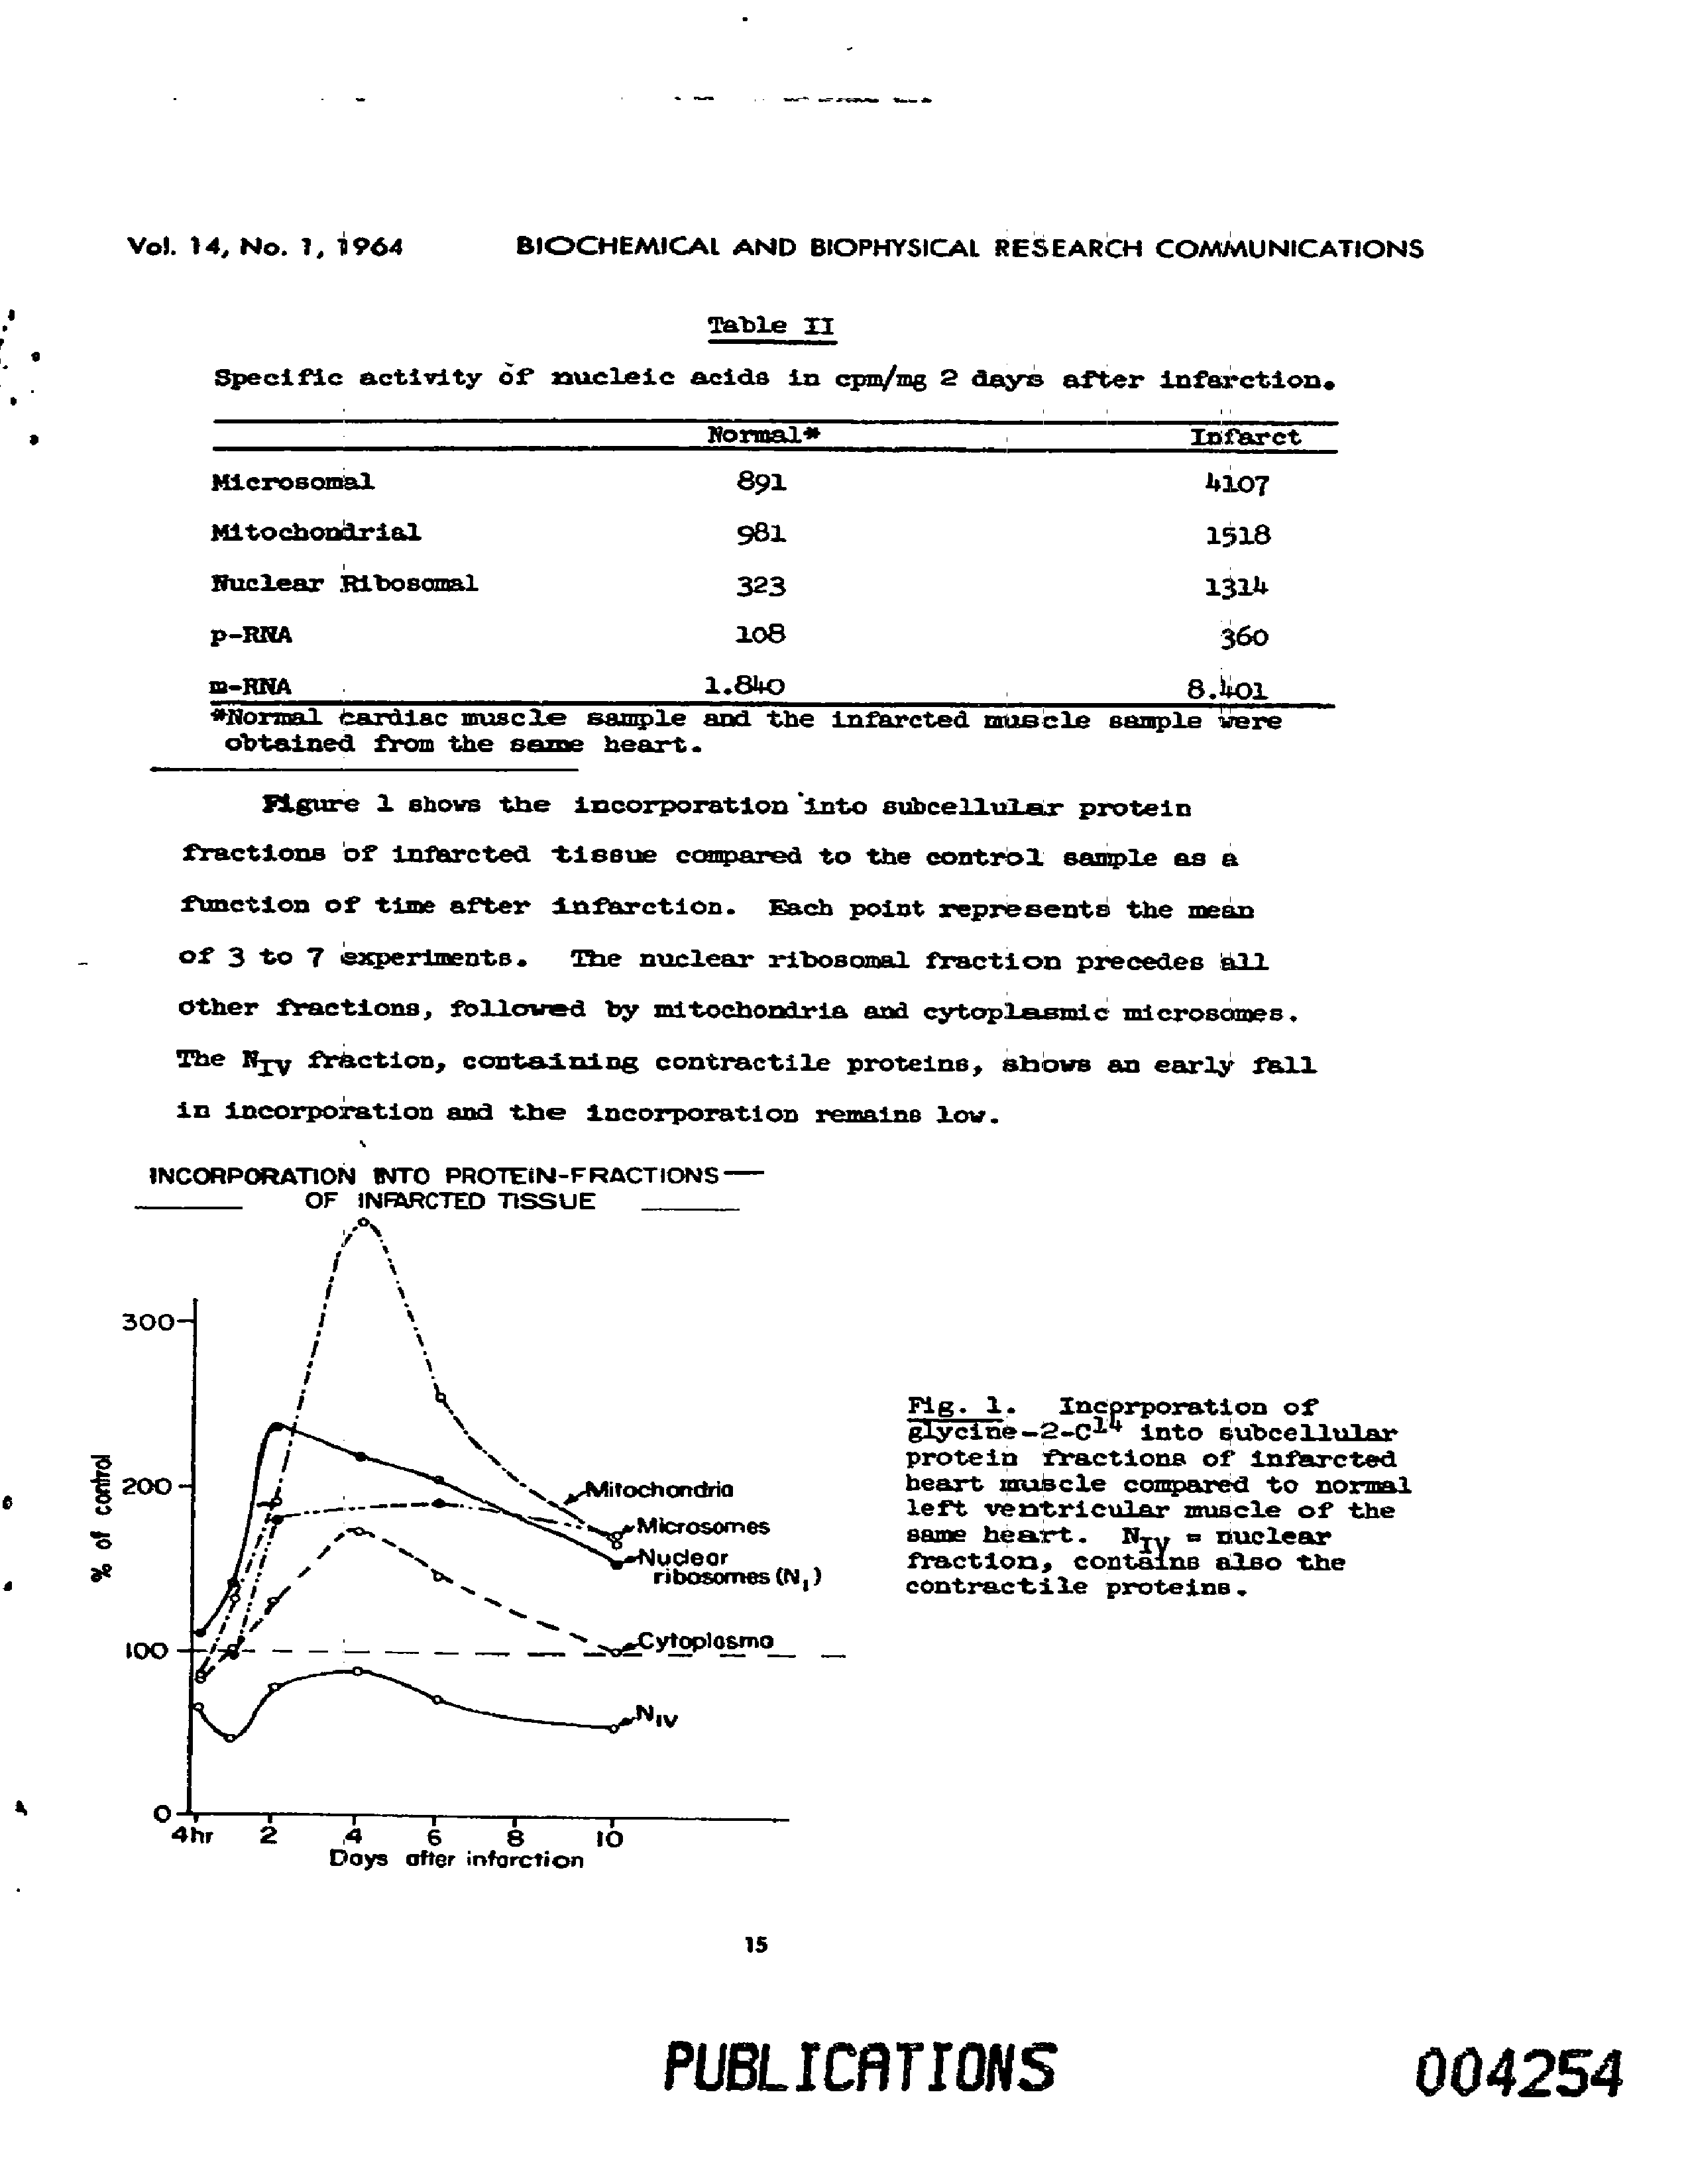 Vol. 14, No. 1, 1964 BIOCHEMICAL AND BIOPHYSICAL RESEARCH COMMUNICATIONS
Table II
Specific activity of nucleic acids in cpm/mg 2 days after infarction.
Normal* Infarct
Microsomal 891 4107
Mitochondrial 981 1518
Nuclear Ribosomal 323 1314
p-RNA 108 360
m-RNA 1.840 8.401
*Normal cardiac muscle sample and the infarcted muscle sample were
obtained from the same heart.
Figure 1 shows the incorporation into subcellular protein
fractions of infarcted tissue compared to the control sample as a
function of time after infarction. Each point represents the mean
of 3 to 7 experiments. The nuclear ribosomal fraction precedes all
other fractions, followed by mitochondria and cytoplasmic microsomes.
The N_IV fraction, containing contractile proteins, shows an early fall
in incorporation and the incorporation remains low.
INCORPORATION INTO PROTEIN-FRACTIONS
OF INFARCTED TISSUE
300
200
100
0
% of control
Mitochondria
Microsomes
Nuclear
ribosomes (N₁)
Cytoplasma
N_IV
4hr 2 4 6 8 10
Days after infarction
Fig. 1. Incorporation of
glycine-2-C¹⁴ into subcellular
protein fractions of infarcted
heart muscle compared to normal
left ventricular muscle of the
same heart. N_IV = nuclear
fraction, contains also the
contractile proteins.
15
PUBLICATIONS 004254